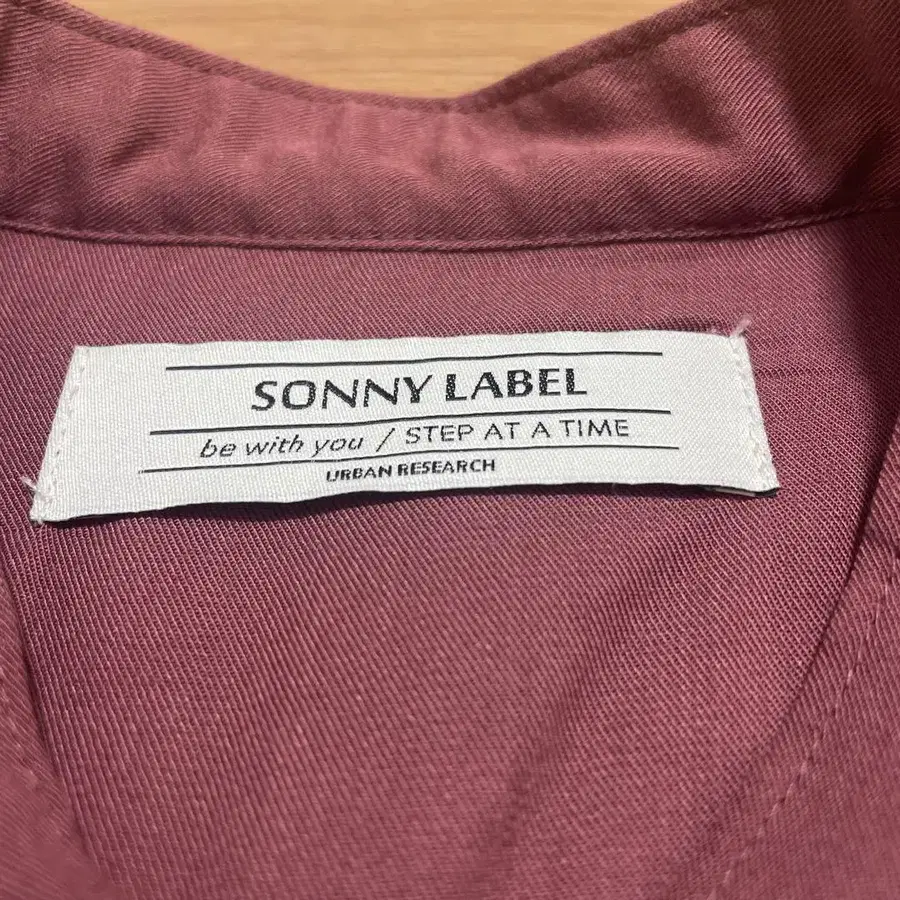 SONNY LABEL
be with you / STEP AT A TIME
URBAN RESEARCH